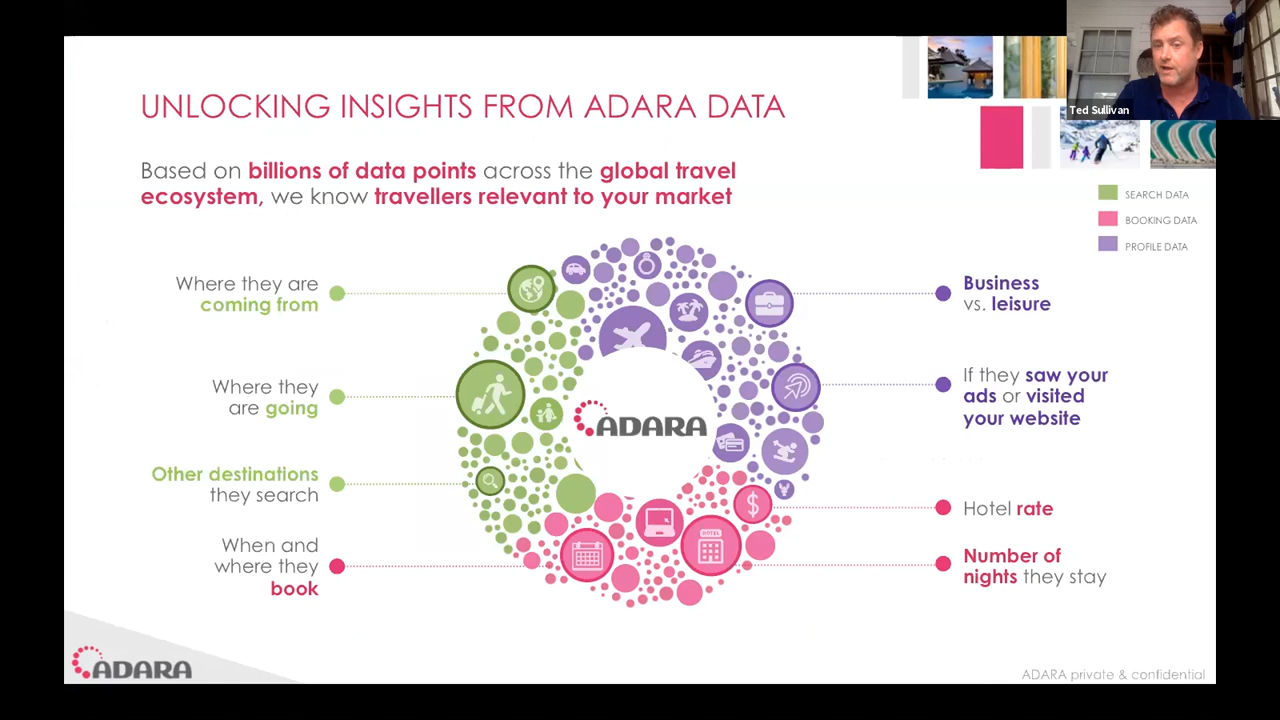 Ted Sullivan
UNLOCKING INSIGHTS FROM ADARA DATA
Based on billions of data points across the global travel
ecosystem, we know travellers relevant to your market
SEARCH DATA
BOOKING DATA
PROFILE DATA
Where they are
coming from
Where they
are going
Other destinations
they search
When and
where they
book
ADARA
HOTEL
$
Business
vs. leisure
If they saw your
ads or visited
your website
Hotel rate
Number of
nights they stay
ADARA
ADARA private & confidential